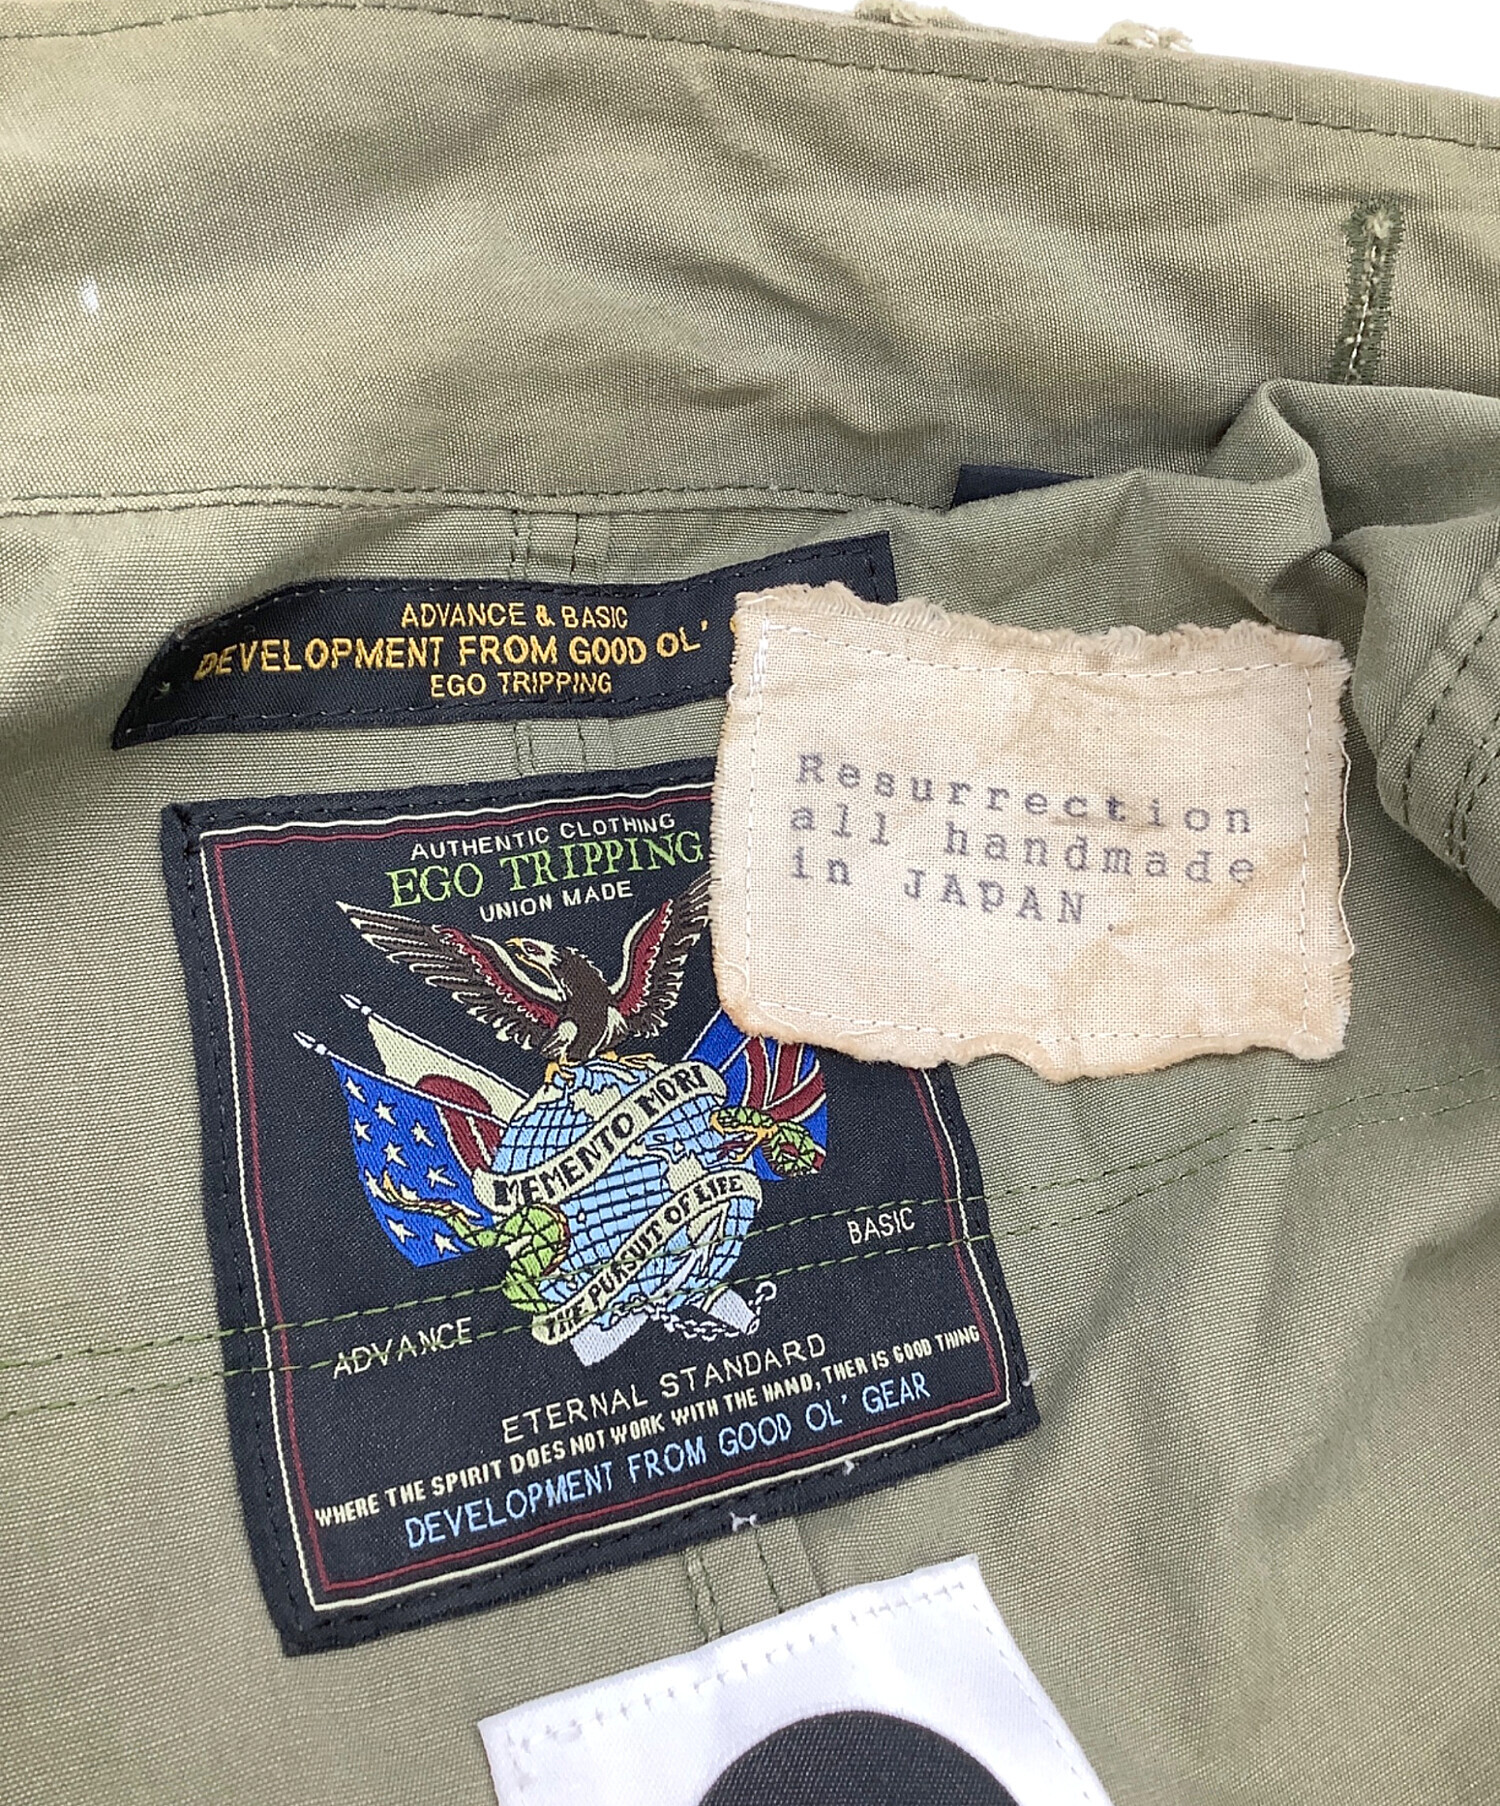 ADVANCE & BASIC
DEVELOPMENT FROM GOOD OL'
EGO TRIPPING
Resurrection
all handmade
in JAPAN
AUTHENTIC CLOTHING
EGO TRIPPING
UNION MADE
MEMENTO MORI
THE PURSUIT OF LIFE
BASIC
ADVANCE
ETERNAL STANDARD
WHERE THE SPIRIT DOES NOT WORK WITH THE HAND, THER IS GOOD THING
DEVELOPMENT FROM GOOD OL' GEAR